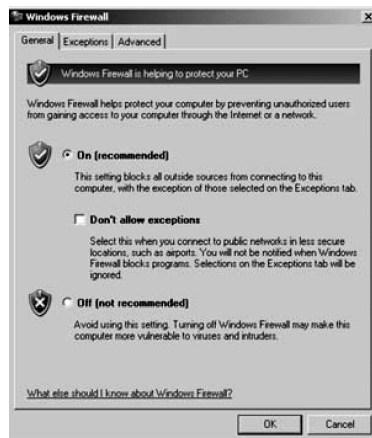 Windows Firewall
General Exceptions Advanced
Windows Firewall is helping to protect your PC
Windows Firewall helps protect your computer by preventing unauthorized users
from gaining access to your computer through the Internet or a network.
On (recommended)
This setting blocks all outside sources from connecting to this
computer, with the exception of those selected on the Exceptions tab.
Don't allow exceptions
Select this when you connect to public networks in less secure
locations, such as airports. You will not be notified when Windows
Firewall blocks programs. Selections on the Exceptions tab will be
ignored.
Off (not recommended)
Avoid using this setting. Turning off Windows Firewall may make this
computer more vulnerable to viruses and intruders.
What else should I know about Windows Firewall?
OK Cancel